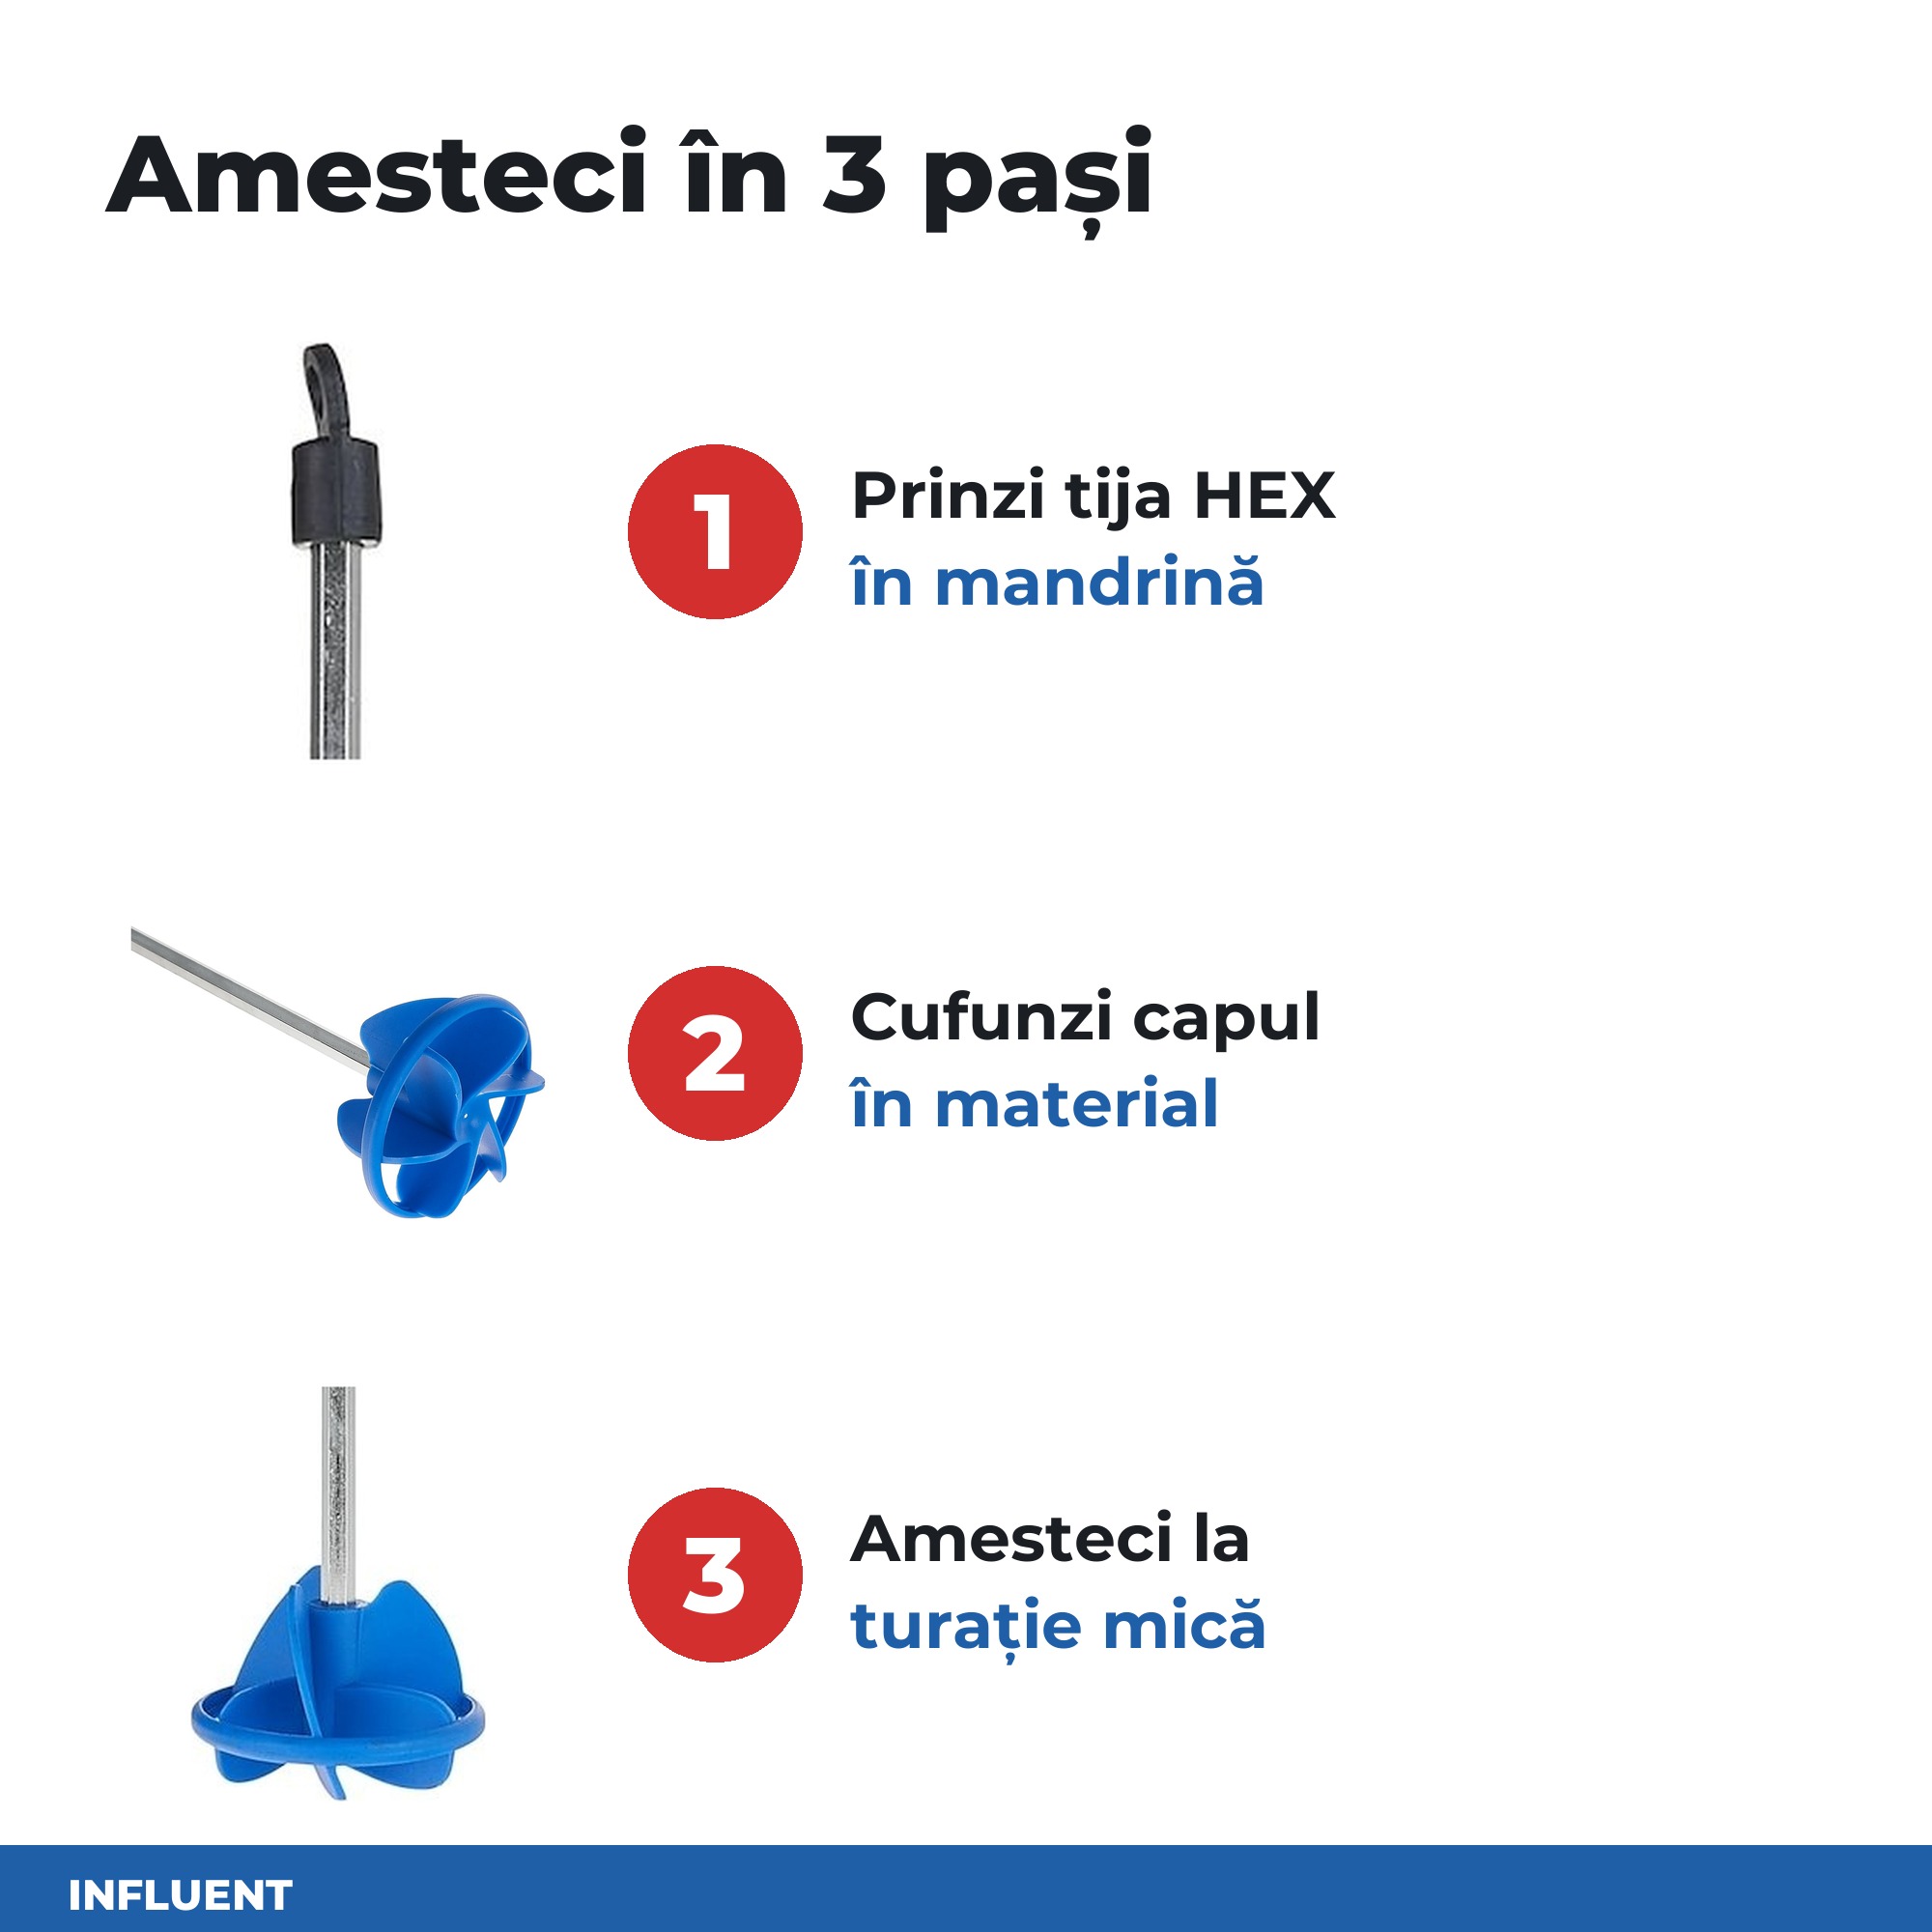 Amesteci în 3 pași
1
Prinzi tija HEX
în mandrină
2
Cufunzi capul
în material
3
Amesteci la
turație mică
INFLUENT